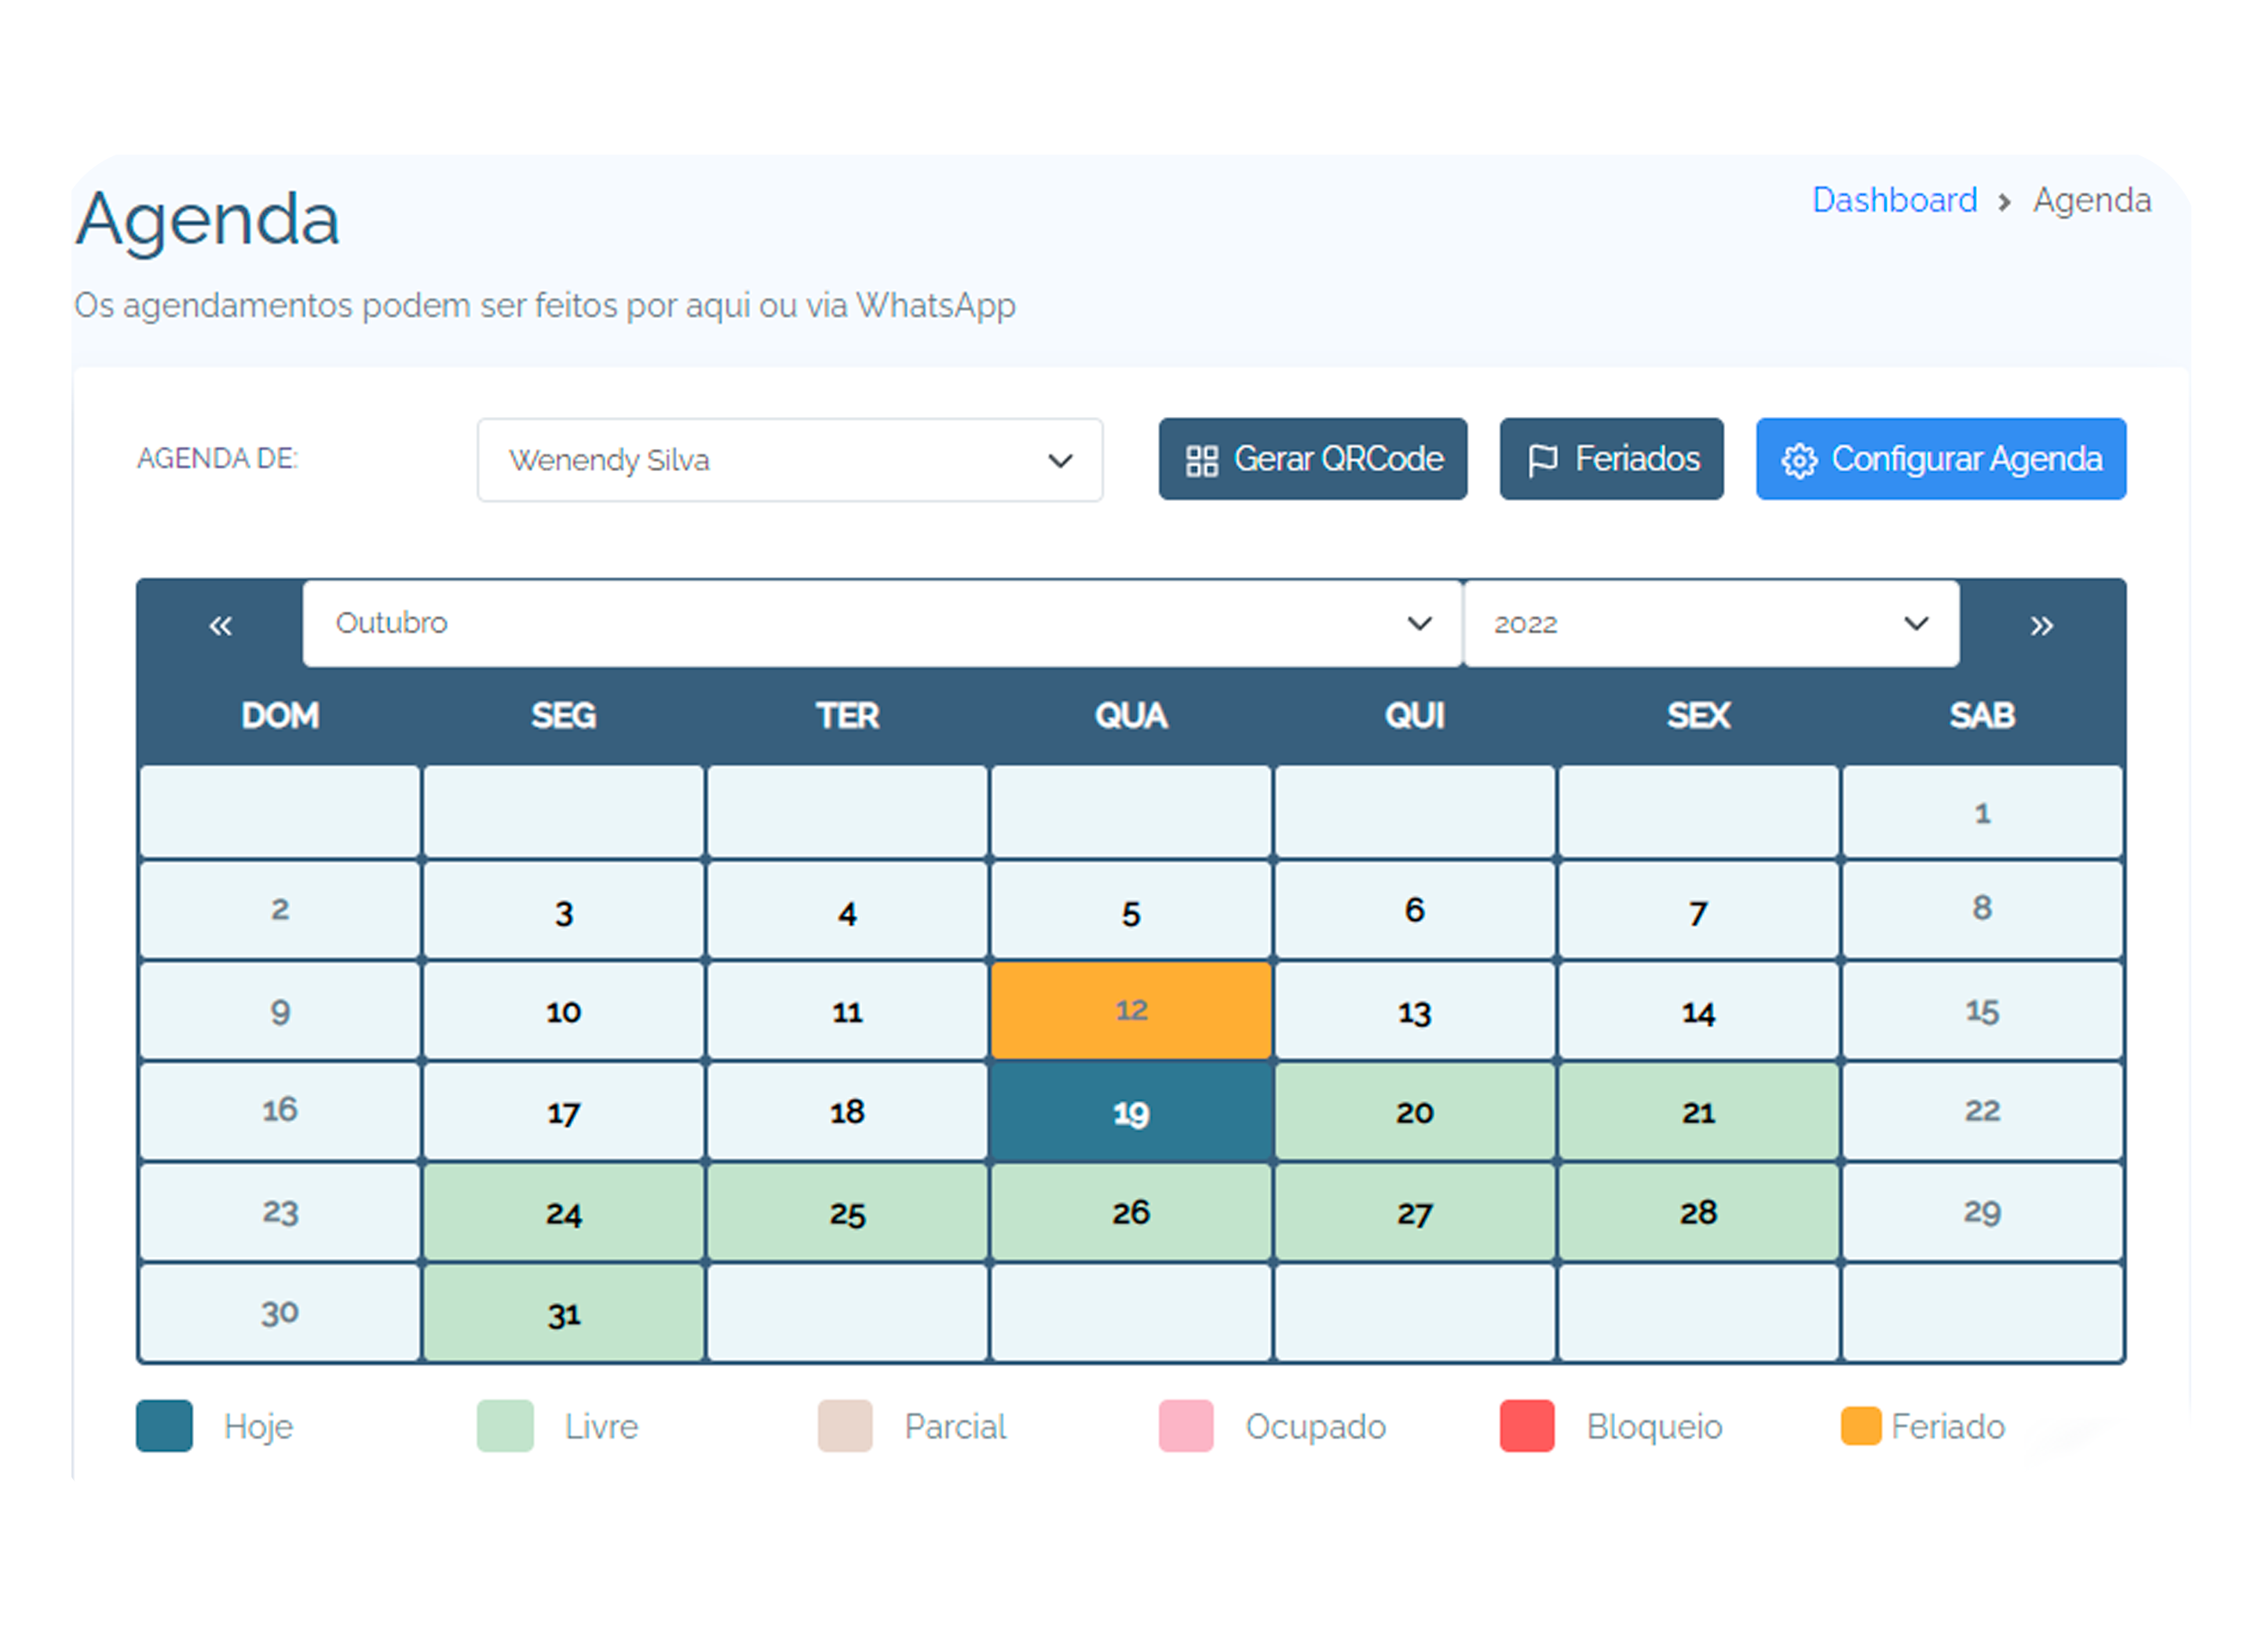 Agenda
Dashboard > Agenda
Os agendamentos podem ser feitos por aqui ou via WhatsApp
AGENDA DE: Wenendy Silva Gerar QRCode Feriados Configurar Agenda
« Outubro 2022 »
DOM SEG TER QUA QUI SEX SAB
1
2 3 4 5 6 7 8
9 10 11 12 13 14 15
16 17 18 19 20 21 22
23 24 25 26 27 28 29
30 31
Hoje Livre Parcial Ocupado Bloqueio Feriado